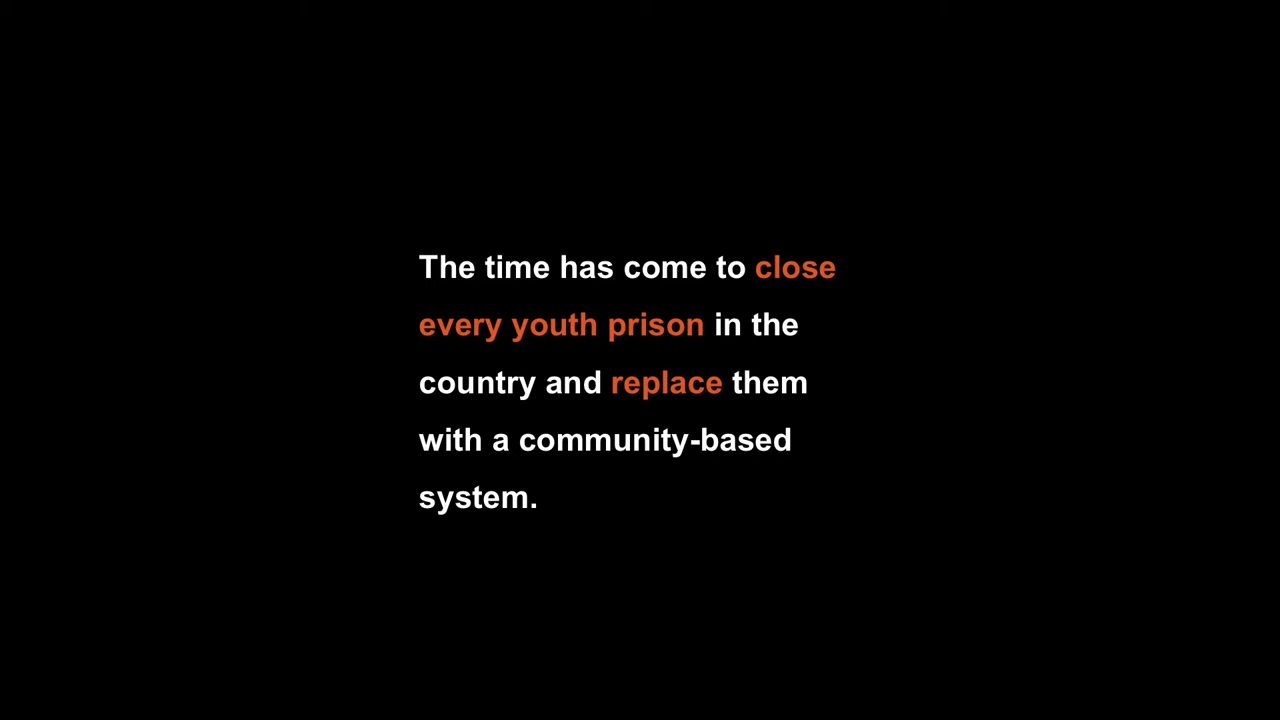 The time has come to close
every youth prison in the
country and replace them
with a community-based
system.